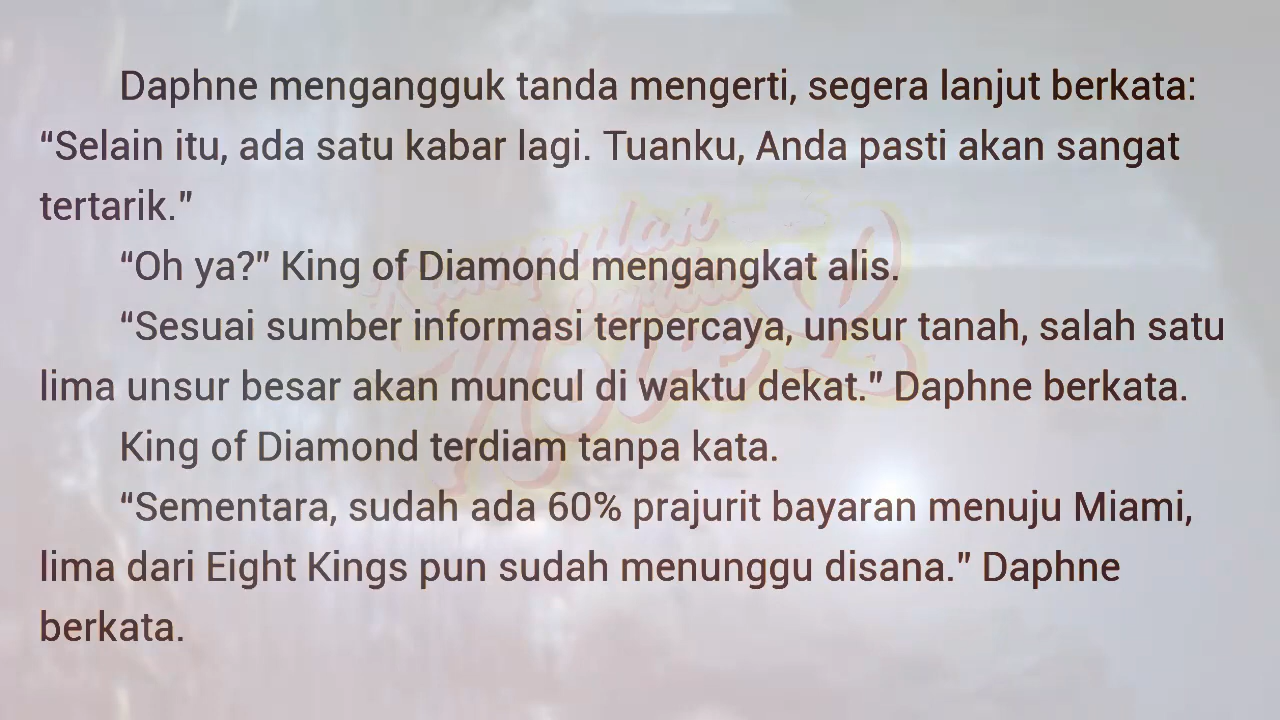 Daphne mengangguk tanda mengerti, segera lanjut berkata:
“Selain itu, ada satu kabar lagi. Tuanku, Anda pasti akan sangat
tertarik.”
“Oh ya?” King of Diamond mengangkat alis.
“Sesuai sumber informasi terpercaya, unsur tanah, salah satu
lima unsur besar akan muncul di waktu dekat.” Daphne berkata.
King of Diamond terdiam tanpa kata.
“Sementara, sudah ada 60% prajurit bayaran menuju Miami,
lima dari Eight Kings pun sudah menunggu disana.” Daphne
berkata.